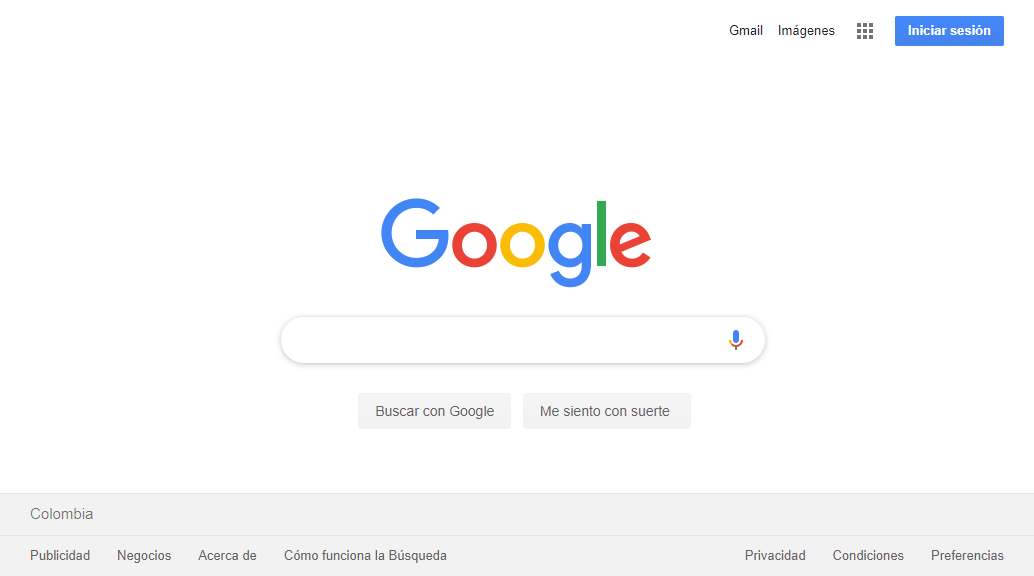 Gmail Imágenes Iniciar sesión
Google
Buscar con Google Me siento con suerte
Colombia
Publicidad Negocios Acerca de Cómo funciona la Búsqueda Privacidad Condiciones Preferencias